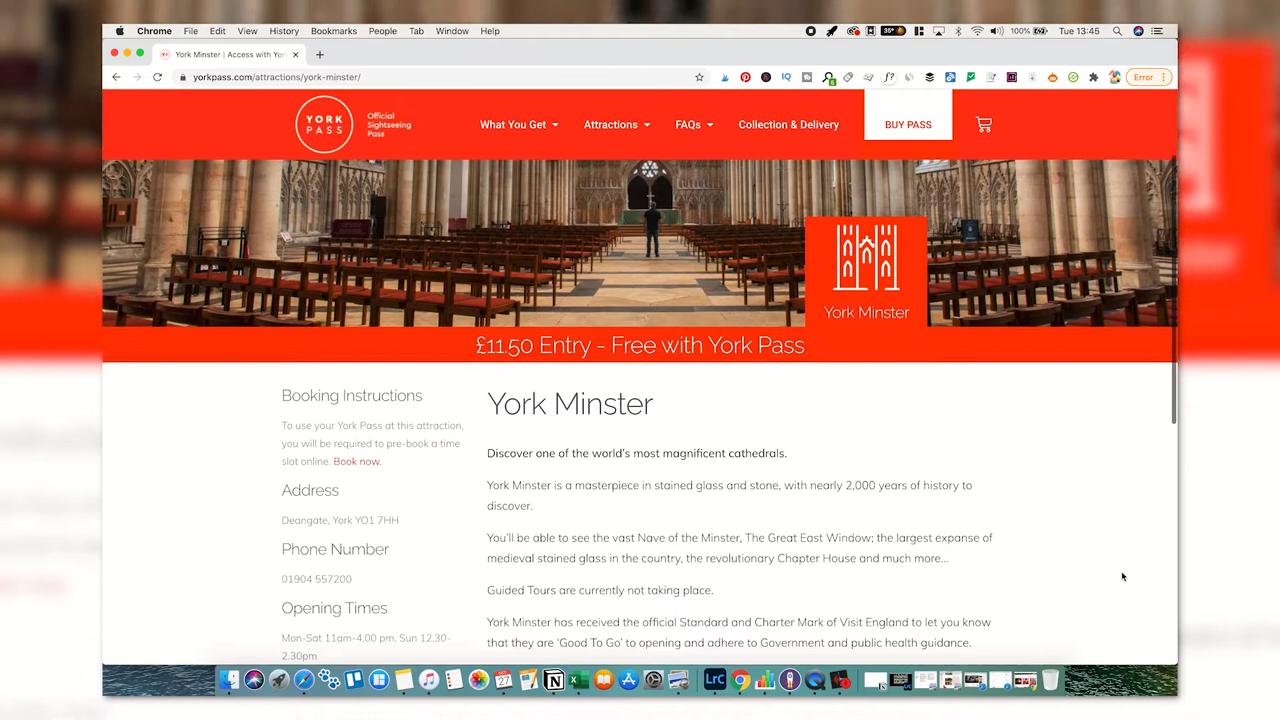 Chrome File Edit View History Bookmarks People Tab Window Help 35° 100% Tue 13:45
York Minster | Access with Yor
yorkpass.com/attractions/york-minster/ Error
YORK PASS
Official Sightseeing Pass
What You Get Attractions FAQs Collection & Delivery BUY PASS
York Minster
£11.50 Entry - Free with York Pass
Booking Instructions
To use your York Pass at this attraction,
you will be required to pre-book a time
slot online. Book now.
Address
Deangate, York YO1 7HH
Phone Number
01904 557200
Opening Times
Mon-Sat 11am-4.00 pm, Sun 12.30-
2.30pm
York Minster
Discover one of the world's most magnificent cathedrals.
York Minster is a masterpiece in stained glass and stone, with nearly 2,000 years of history to
discover.
You'll be able to see the vast Nave of the Minster, The Great East Window; the largest expanse of
medieval stained glass in the country, the revolutionary Chapter House and much more...
Guided Tours are currently not taking place.
York Minster has received the official Standard and Charter Mark of Visit England to let you know
that they are 'Good To Go' to opening and adhere to Government and public health guidance.
27
LrC